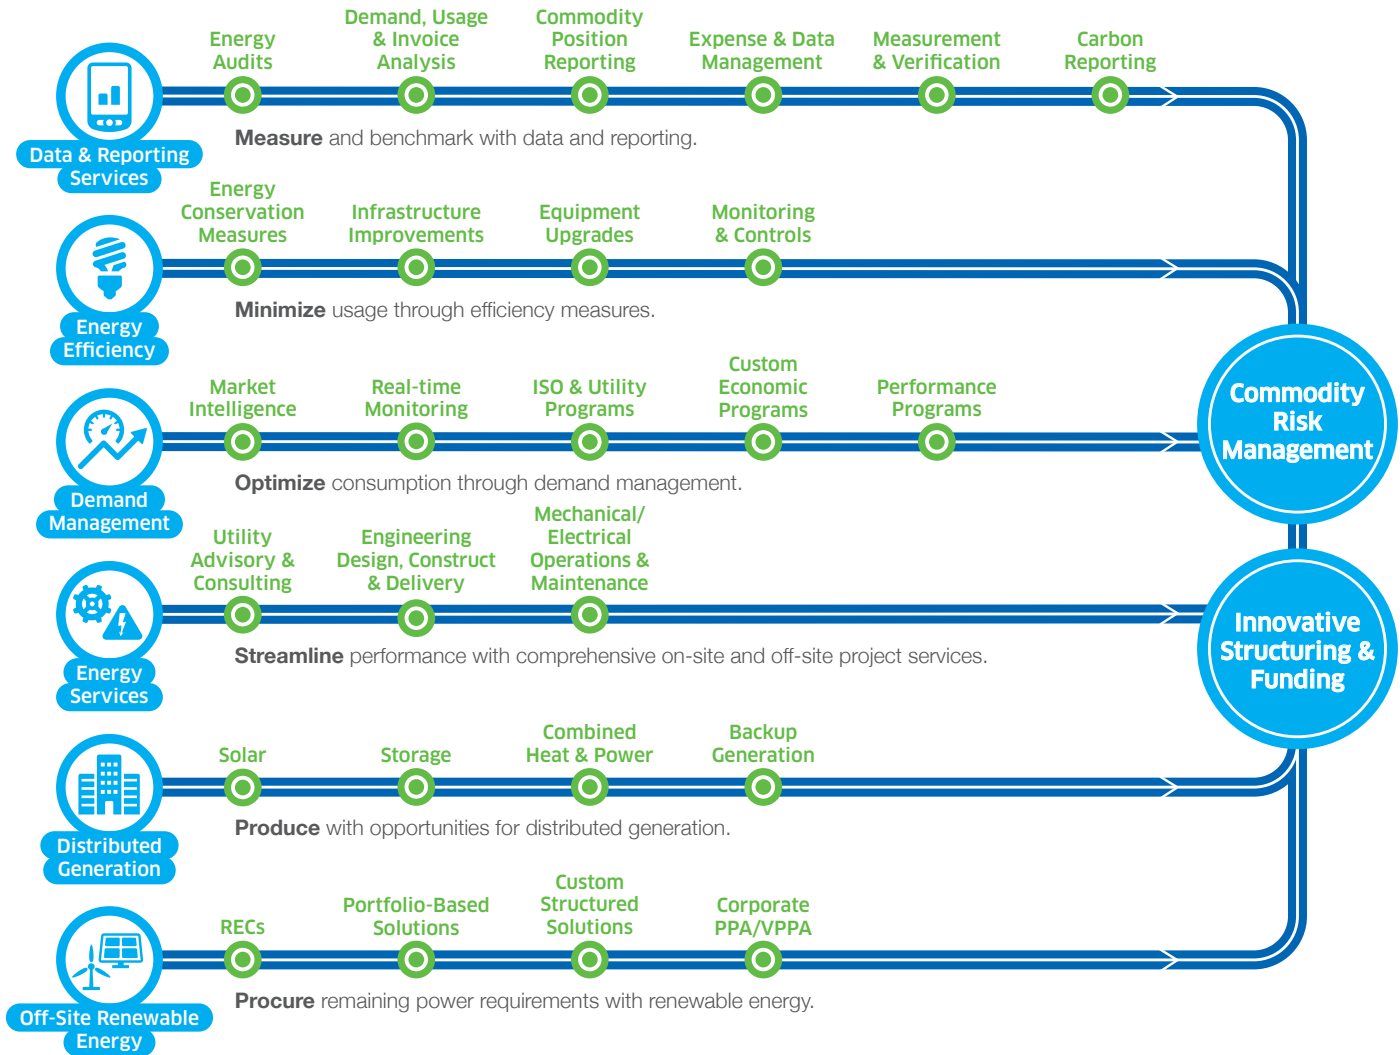 Energy
Audits
Demand, Usage
& Invoice
Analysis
Commodity
Position
Reporting
Expense & Data
Management
Measurement
& Verification
Carbon
Reporting
Data & Reporting
Services
Measure and benchmark with data and reporting.
Energy
Conservation
Measures
Infrastructure
Improvements
Equipment
Upgrades
Monitoring
& Controls
Energy
Efficiency
Minimize usage through efficiency measures.
Market
Intelligence
Real-time
Monitoring
ISO & Utility
Programs
Custom
Economic
Programs
Performance
Programs
Demand
Management
Optimize consumption through demand management.
Commodity
Risk
Management
Utility
Advisory &
Consulting
Engineering
Design, Construct
& Delivery
Mechanical/
Electrical
Operations &
Maintenance
Energy
Services
Streamline performance with comprehensive on-site and off-site project services.
Innovative
Structuring &
Funding
Solar
Storage
Combined
Heat & Power
Backup
Generation
Distributed
Generation
Produce with opportunities for distributed generation.
RECs
Portfolio-Based
Solutions
Custom
Structured
Solutions
Corporate
PPA/VPPA
Off-Site Renewable
Energy
Procure remaining power requirements with renewable energy.